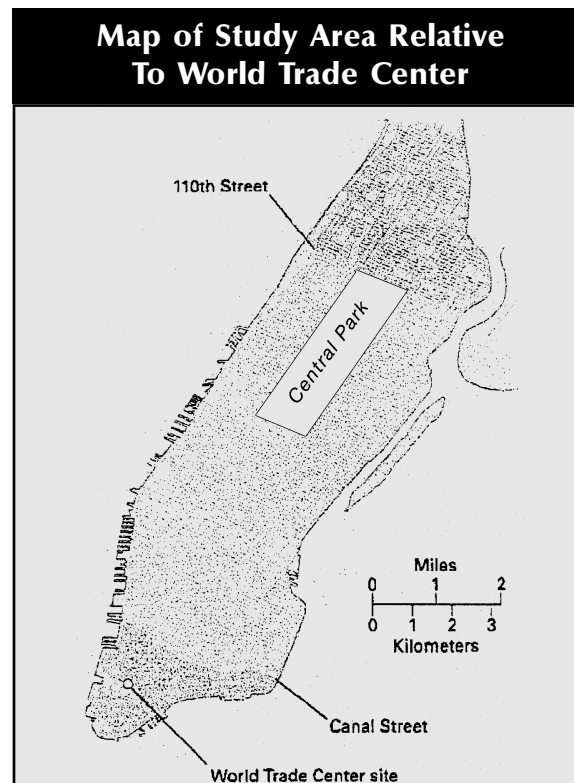 Map of Study Area Relative
To World Trade Center
110th Street
Central Park
Miles
0 1 2
0 1 2 3
Kilometers
Canal Street
World Trade Center site